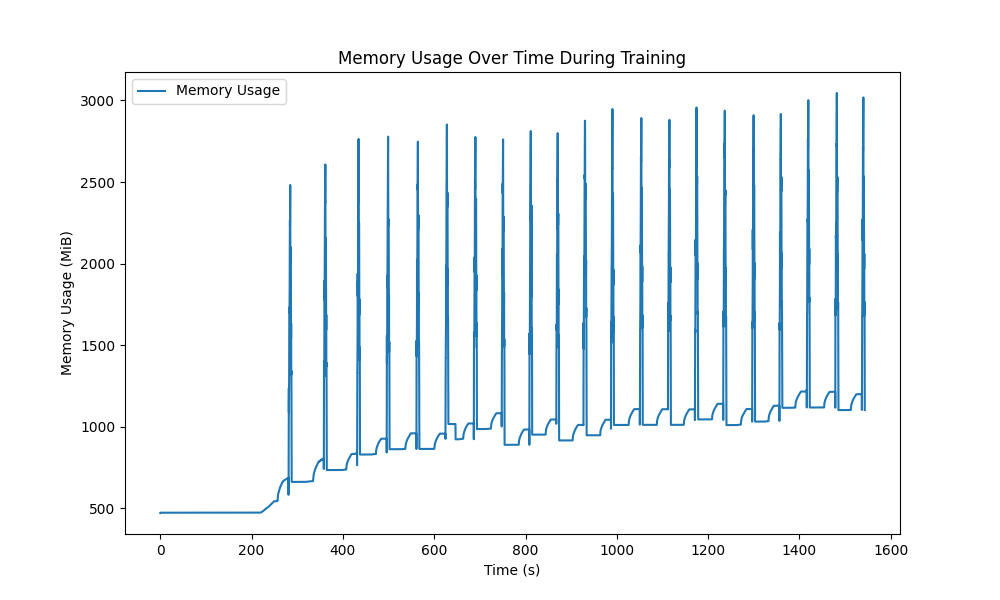 Memory Usage Over Time During Training
Memory Usage
3000
2500
2000
1500
1000
500
Memory Usage (MiB)
0 200 400 600 800 1000 1200 1400 1600
Time (s)